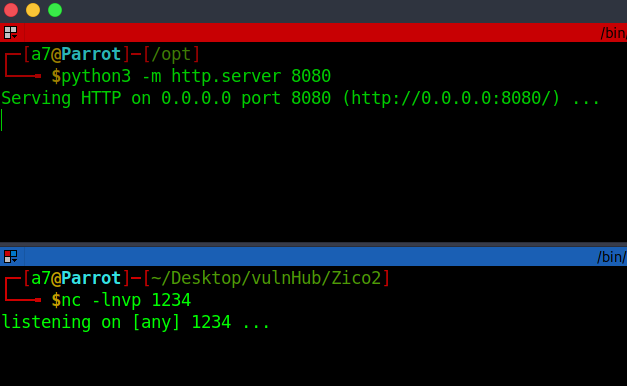 /bin/
┌─[a7@Parrot]─[/opt]
└──╼ $python3 -m http.server 8080
Serving HTTP on 0.0.0.0 port 8080 (http://0.0.0.0:8080/) ...
/bin/
┌─[a7@Parrot]─[~/Desktop/vulnHub/Zico2]
└──╼ $nc -lnvp 1234
listening on [any] 1234 ...